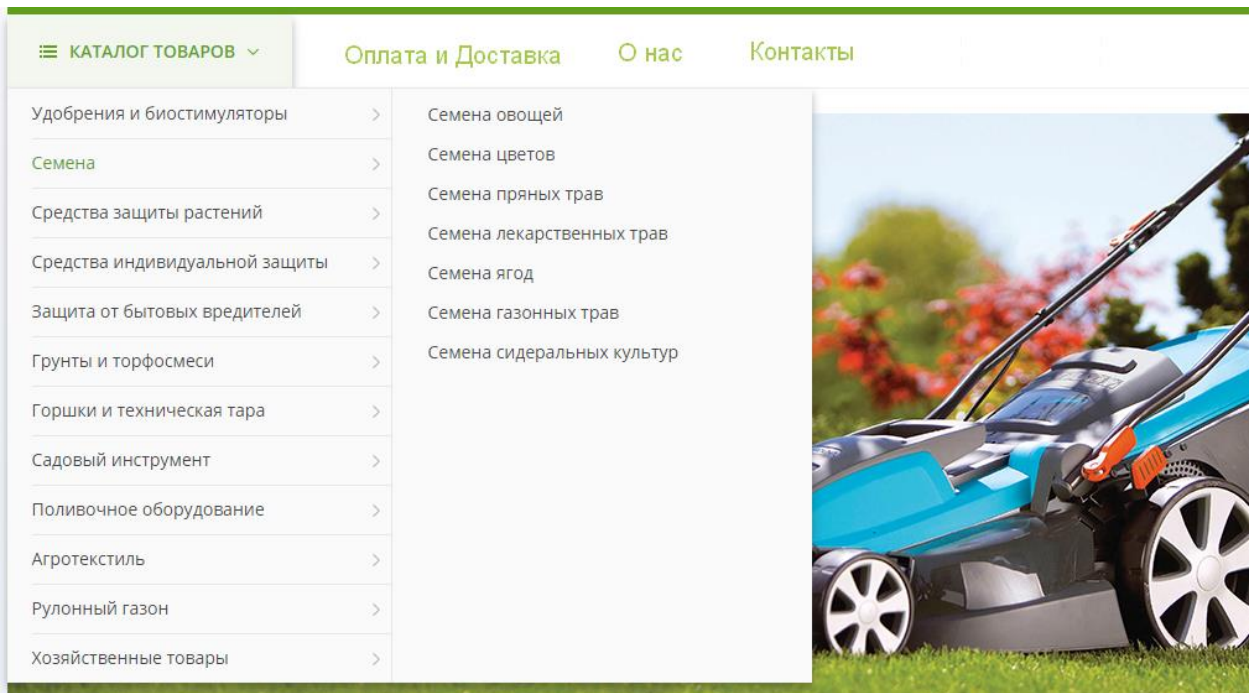 КАТАЛОГ ТОВАРОВ
Оплата и Доставка
О нас
Контакты
Удобрения и биостимуляторы
Семена
Средства защиты растений
Средства индивидуальной защиты
Защита от бытовых вредителей
Грунты и торфосмеси
Горшки и техническая тара
Садовый инструмент
Поливочное оборудование
Агротекстиль
Рулонный газон
Хозяйственные товары
Семена овощей
Семена цветов
Семена пряных трав
Семена лекарственных трав
Семена ягод
Семена газонных трав
Семена сидеральных культур